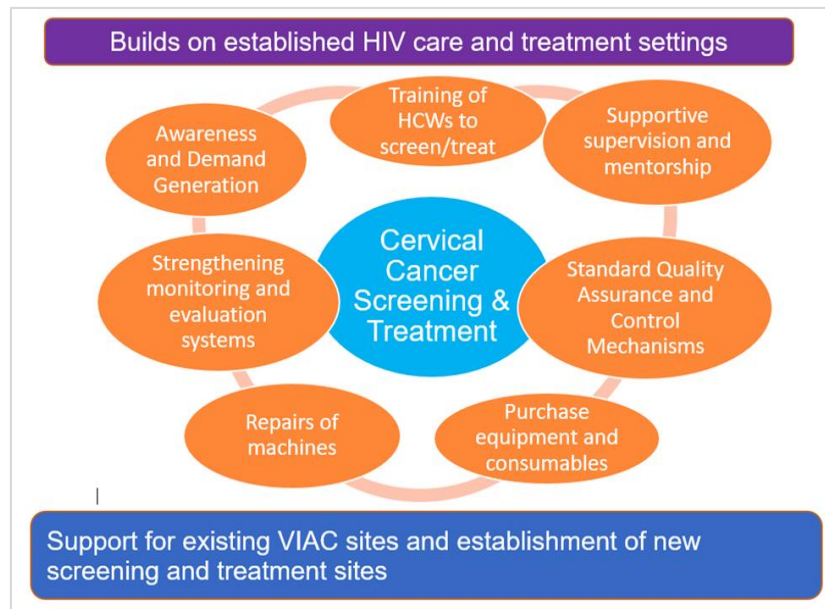 Builds on established HIV care and treatment settings
Training of
HCWs to
screen/treat
Supportive
supervision and
mentorship
Awareness
and Demand
Generation
Cervical
Cancer
Screening &
Treatment
Strengthening
monitoring and
evaluation
systems
Standard Quality
Assurance and
Control
Mechanisms
Repairs of
machines
Purchase
equipment and
consumables
Support for existing VIAC sites and establishment of new
screening and treatment sites